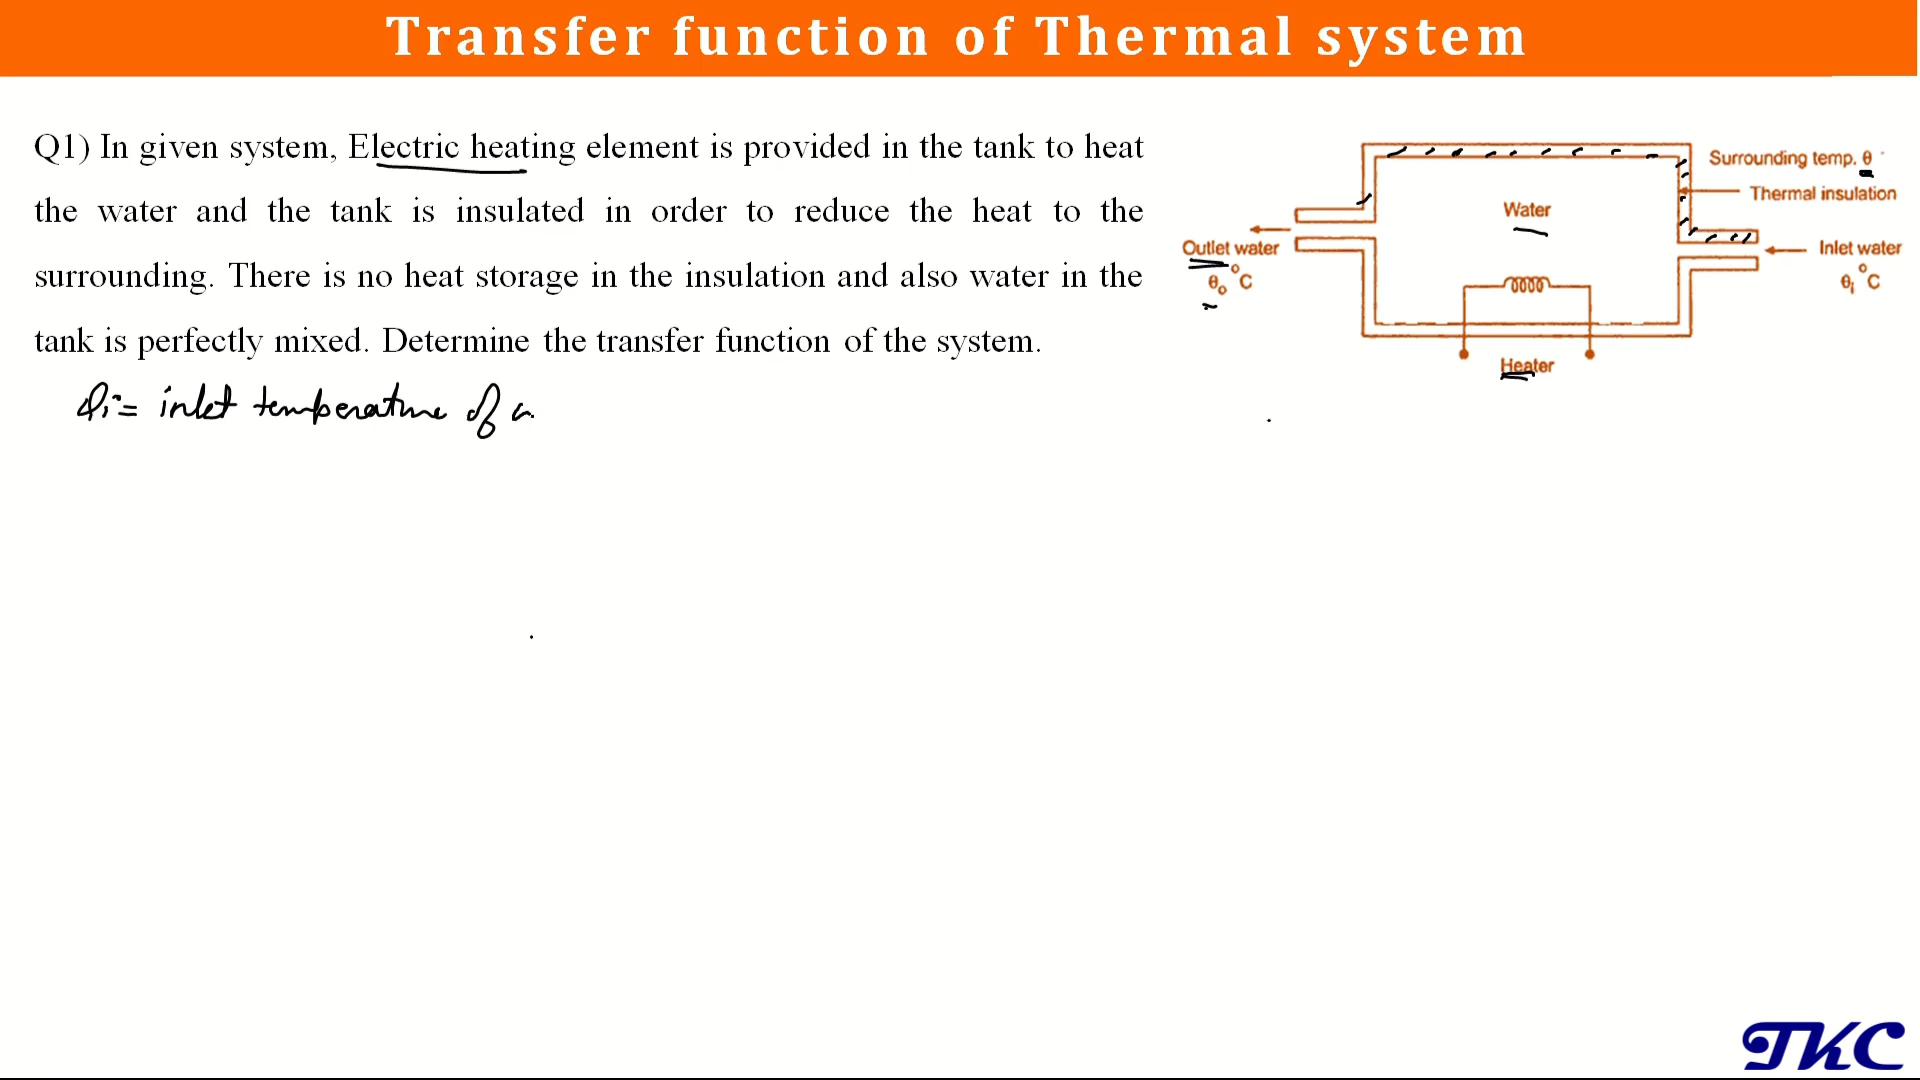 Transfer function of Thermal system
Q1) In given system, Electric heating element is provided in the tank to heat
the water and the tank is insulated in order to reduce the heat to the
surrounding. There is no heat storage in the insulation and also water in the
tank is perfectly mixed. Determine the transfer function of the system.
θi = inlet temperature of
Surrounding temp. θ
Thermal insulation
Water
Outlet water
θo °C
Inlet water
θi °C
Heater
TKC